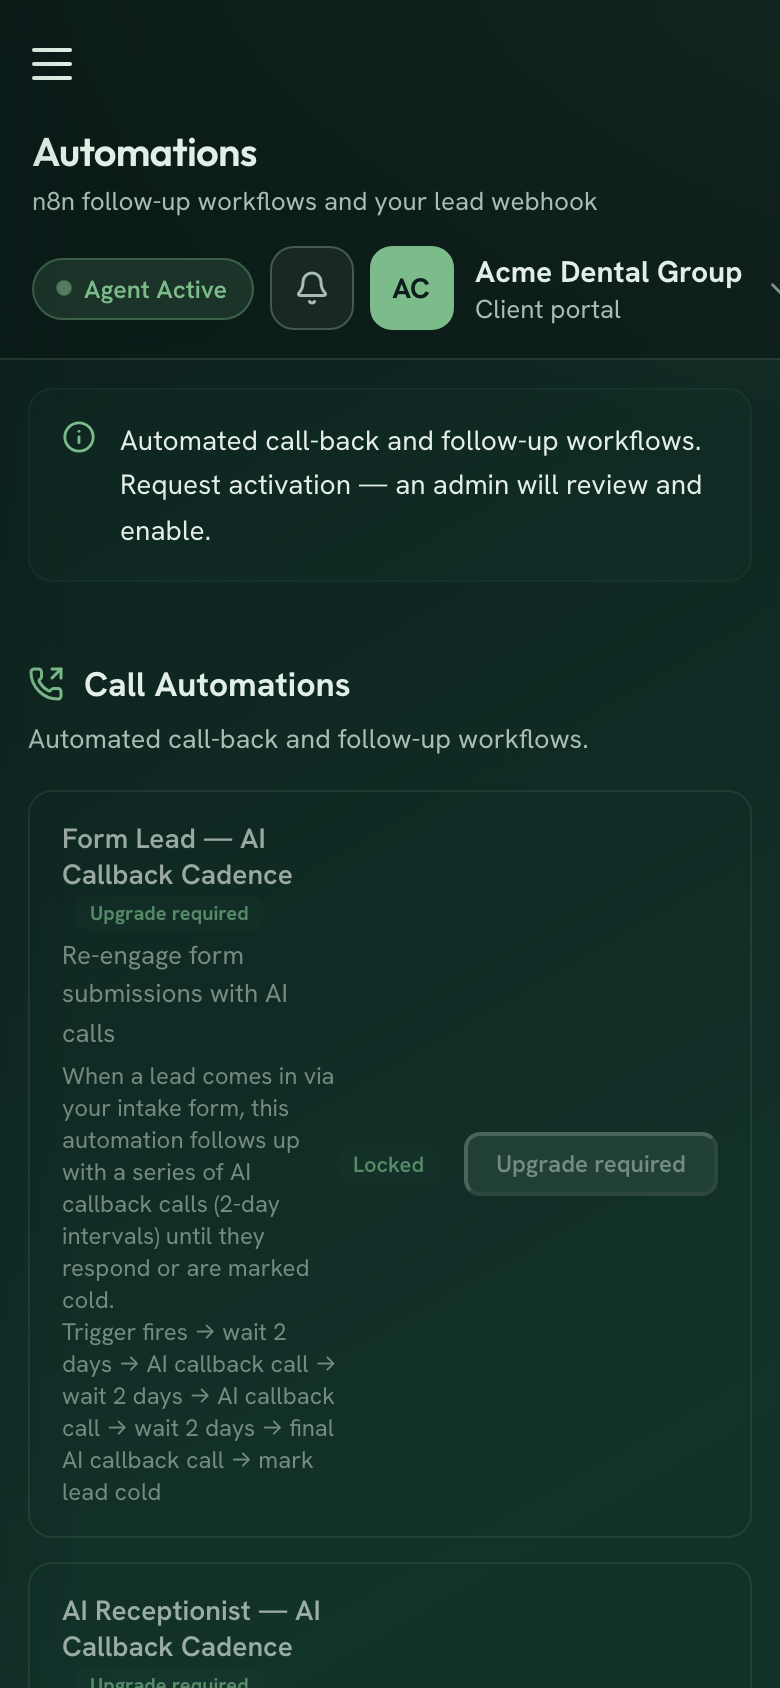 Automations
n8n follow-up workflows and your lead webhook
Agent Active
AC
Acme Dental Group
Client portal
Automated call-back and follow-up workflows.
Request activation — an admin will review and
enable.
Call Automations
Automated call-back and follow-up workflows.
Form Lead — AI
Callback Cadence
Upgrade required
Re-engage form
submissions with AI
calls
When a lead comes in via
your intake form, this
automation follows up
with a series of AI
callback calls (2-day
intervals) until they
respond or are marked
cold.
Trigger fires → wait 2
days → AI callback call →
wait 2 days → AI callback
call → wait 2 days → final
AI callback call → mark
lead cold
Locked
Upgrade required
AI Receptionist — AI
Callback Cadence
Upgrade required